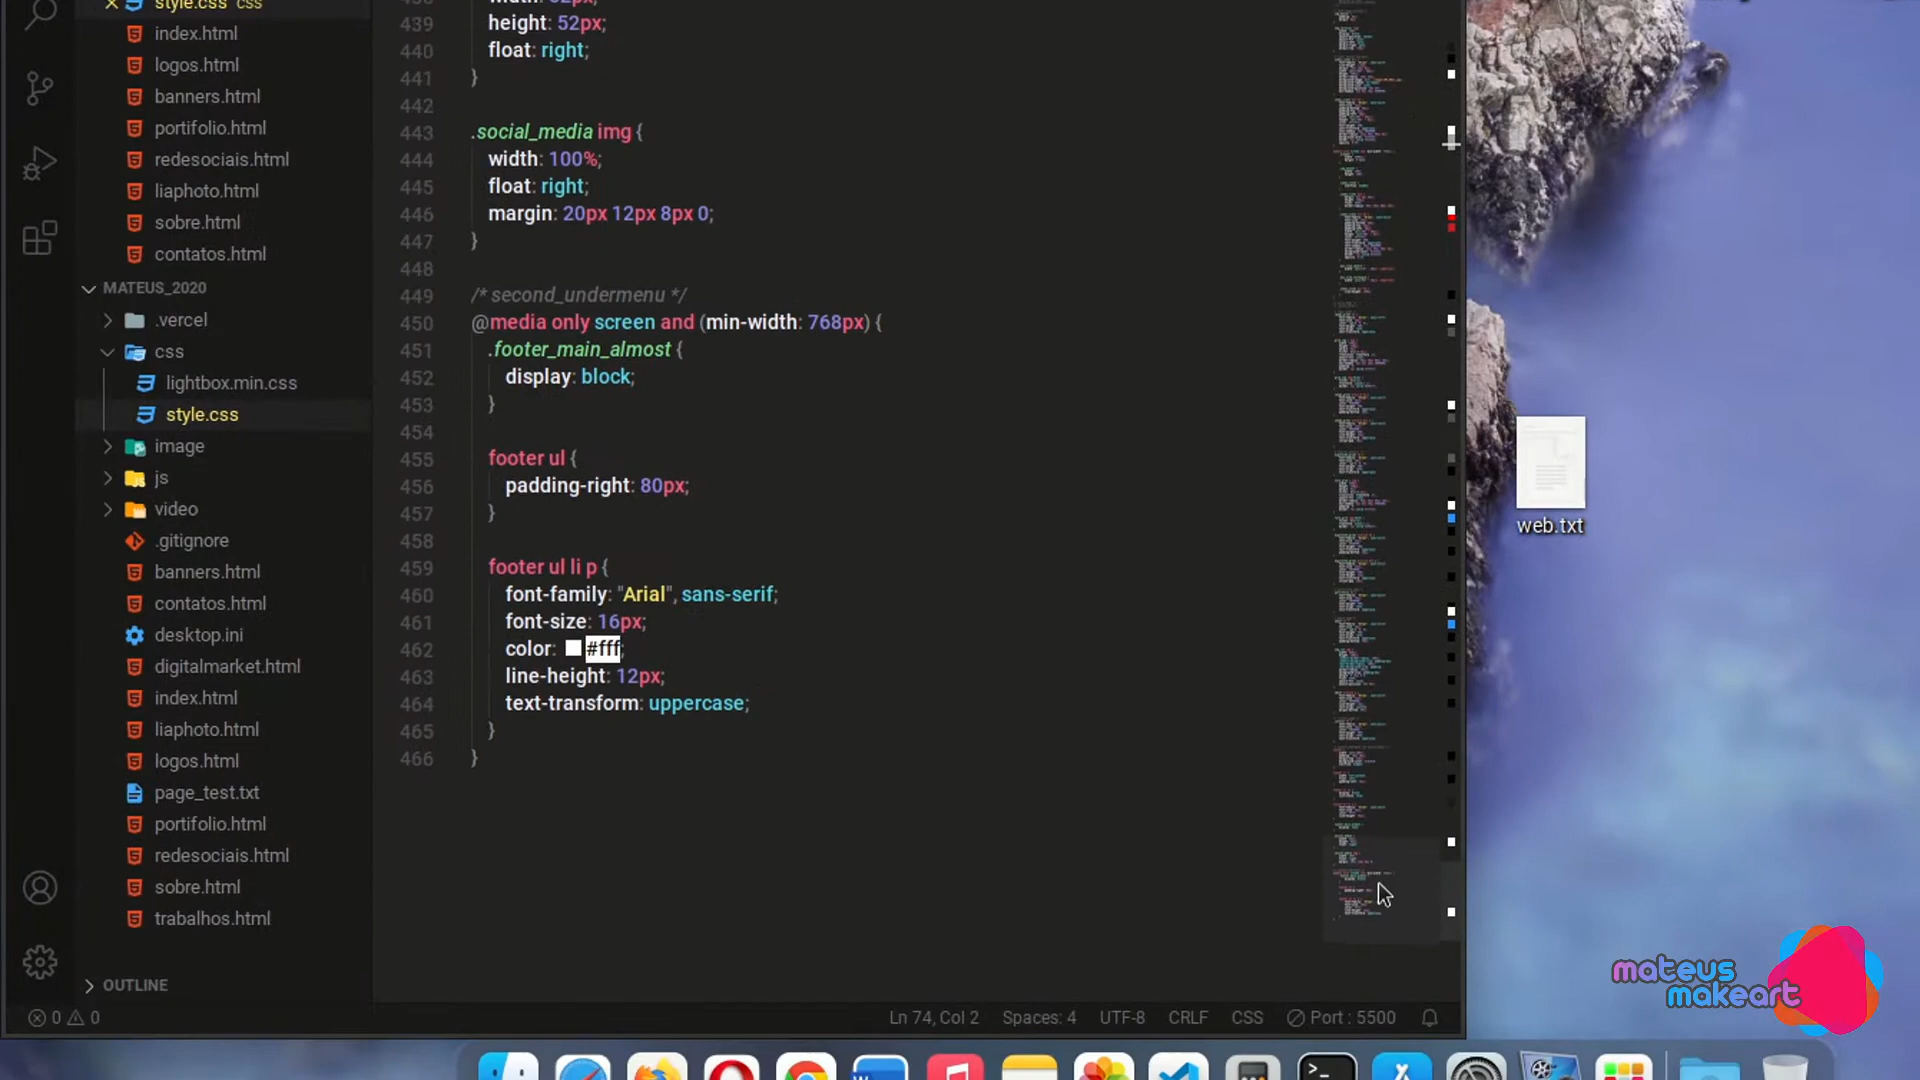 style.css css
index.html
logos.html
banners.html
portifolio.html
redesociais.html
liaphoto.html
sobre.html
contatos.html
MATEUS_2020
.vercel
css
lightbox.min.css
style.css
image
js
video
.gitignore
banners.html
contatos.html
desktop.ini
digitalmarket.html
index.html
liaphoto.html
logos.html
page_test.txt
portifolio.html
redesociais.html
sobre.html
trabalhos.html
OUTLINE
439 height: 52px;
440 float: right;
441 }
442
443 .social_media img {
444 width: 100%;
445 float: right;
446 margin: 20px 12px 8px 0;
447 }
448
449 /* second_undermenu */
450 @media only screen and (min-width: 768px) {
451 .footer_main_almost {
452 display: block;
453 }
454
455 footer ul {
456 padding-right: 80px;
457 }
458
459 footer ul li p {
460 font-family: "Arial", sans-serif;
461 font-size: 16px;
462 color: #fff;
463 line-height: 12px;
464 text-transform: uppercase;
465 }
466 }
0 0 Ln 74, Col 2 Spaces: 4 UTF-8 CRLF CSS Port : 5500
web.txt
mateus
makeart